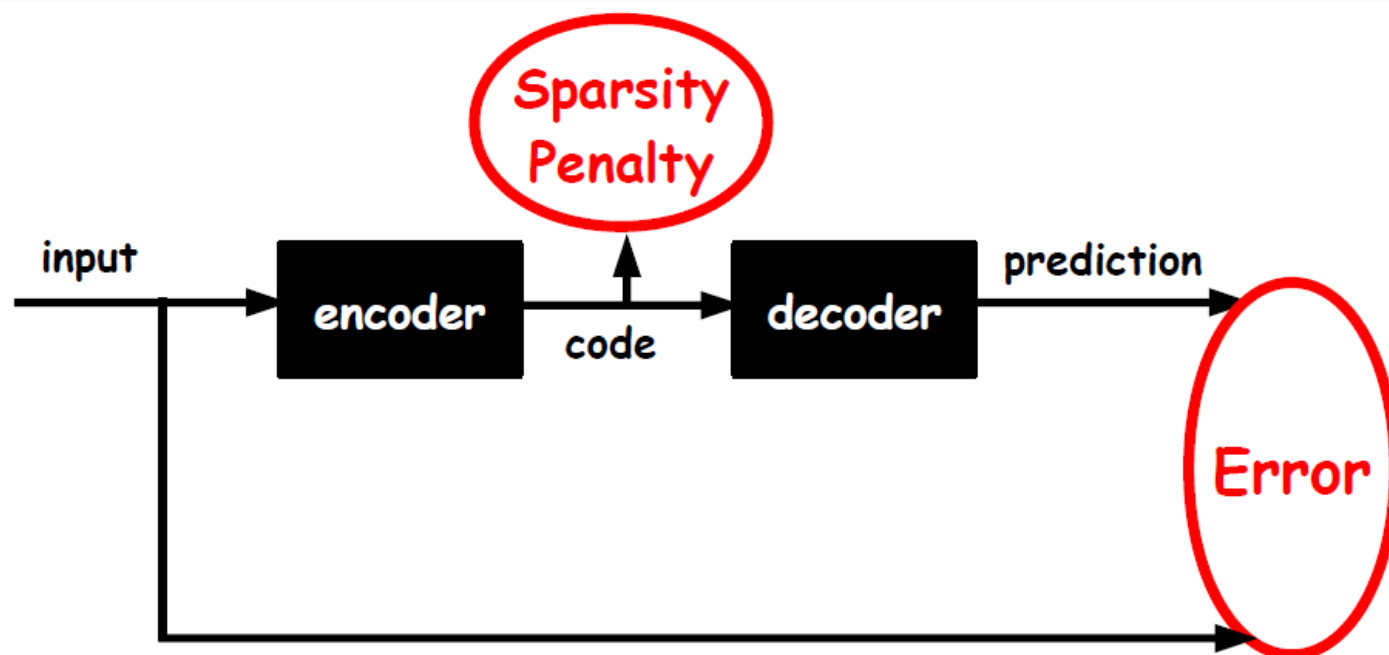 Sparsity
Penalty
input
encoder
code
decoder
prediction
Error